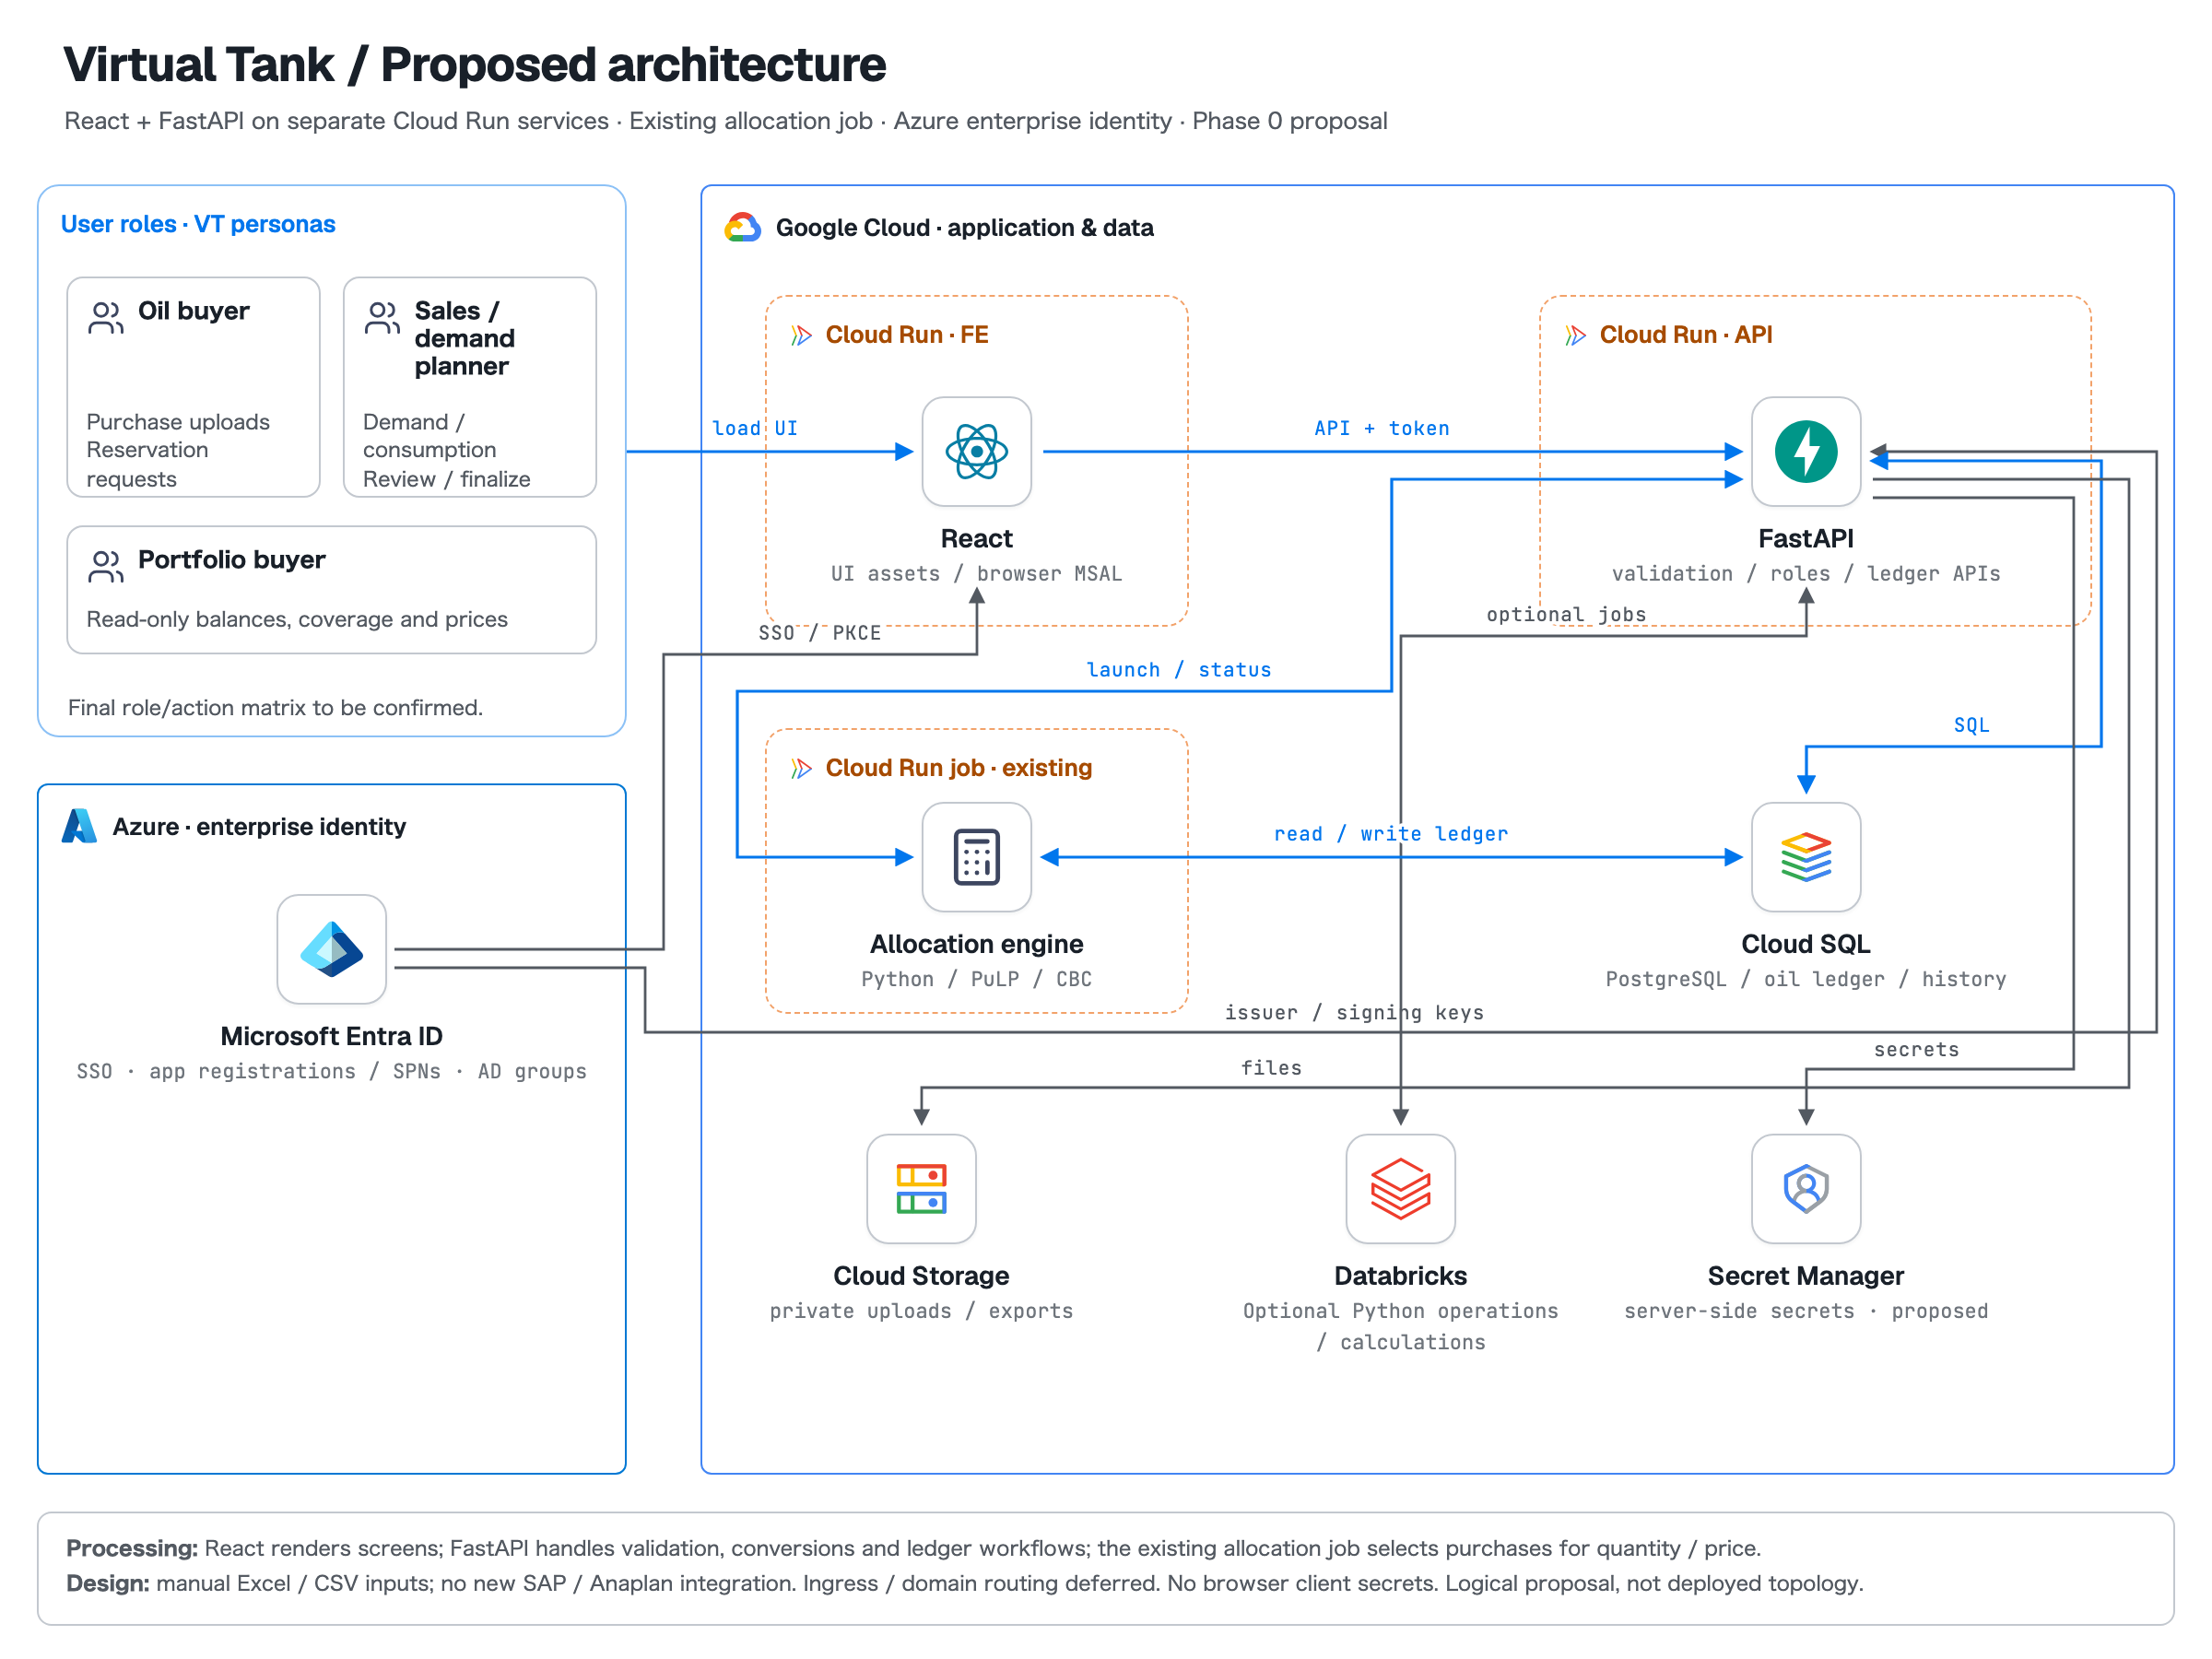 Virtual Tank / Proposed architecture
React + FastAPI on separate Cloud Run services · Existing allocation job · Azure enterprise identity · Phase 0 proposal
User roles · VT personas
Oil buyer
Purchase uploads
Reservation
requests
Sales /
demand
planner
Demand /
consumption
Review / finalize
Portfolio buyer
Read-only balances, coverage and prices
Final role/action matrix to be confirmed.
Azure · enterprise identity
Microsoft Entra ID
SSO · app registrations / SPNs · AD groups
Google Cloud · application & data
Cloud Run · FE
load UI
React
UI assets / browser MSAL
SSO / PKCE
API + token
Cloud Run · API
FastAPI
validation / roles / ledger APIs
optional jobs
launch / status
SQL
Cloud Run job · existing
Allocation engine
Python / PuLP / CBC
read / write ledger
Cloud SQL
PostgreSQL / oil ledger / history
issuer / signing keys
secrets
files
Cloud Storage
private uploads / exports
Databricks
Optional Python operations
/ calculations
Secret Manager
server-side secrets · proposed
Processing: React renders screens; FastAPI handles validation, conversions and ledger workflows; the existing allocation job selects purchases for quantity / price.
Design: manual Excel / CSV inputs; no new SAP / Anaplan integration. Ingress / domain routing deferred. No browser client secrets. Logical proposal, not deployed topology.